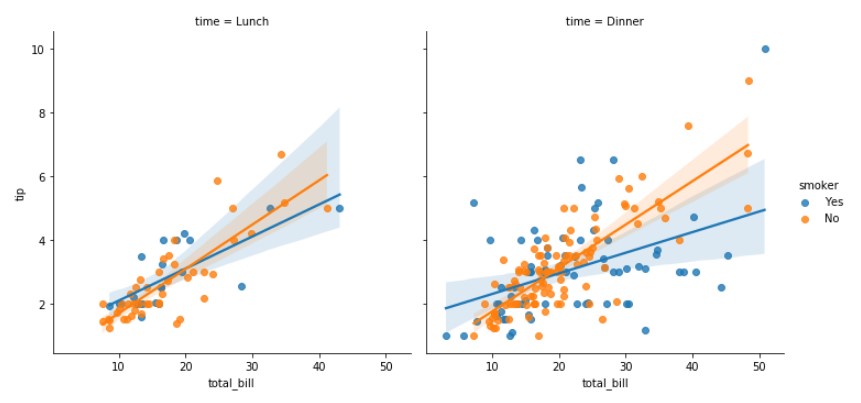 time = Lunch
time = Dinner
10
8
6
4
2
tip
10
20
30
40
50
total_bill
10
20
30
40
50
total_bill
smoker
Yes
No